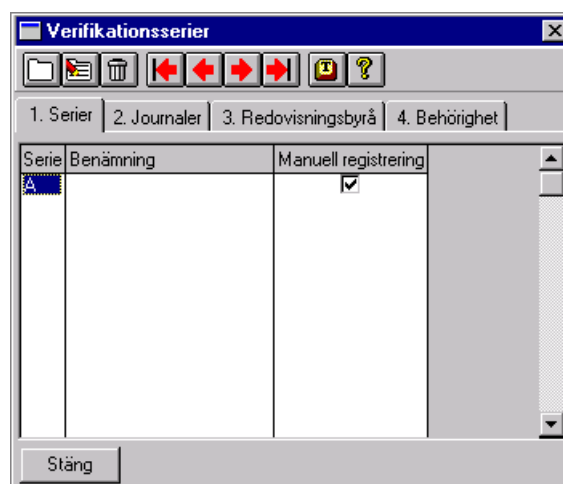 Verifikationsserier
T ?
1. Serier 2. Journaler 3. Redovisningsbyrå 4. Behörighet
Serie Benämning Manuell registrering
A
Stäng